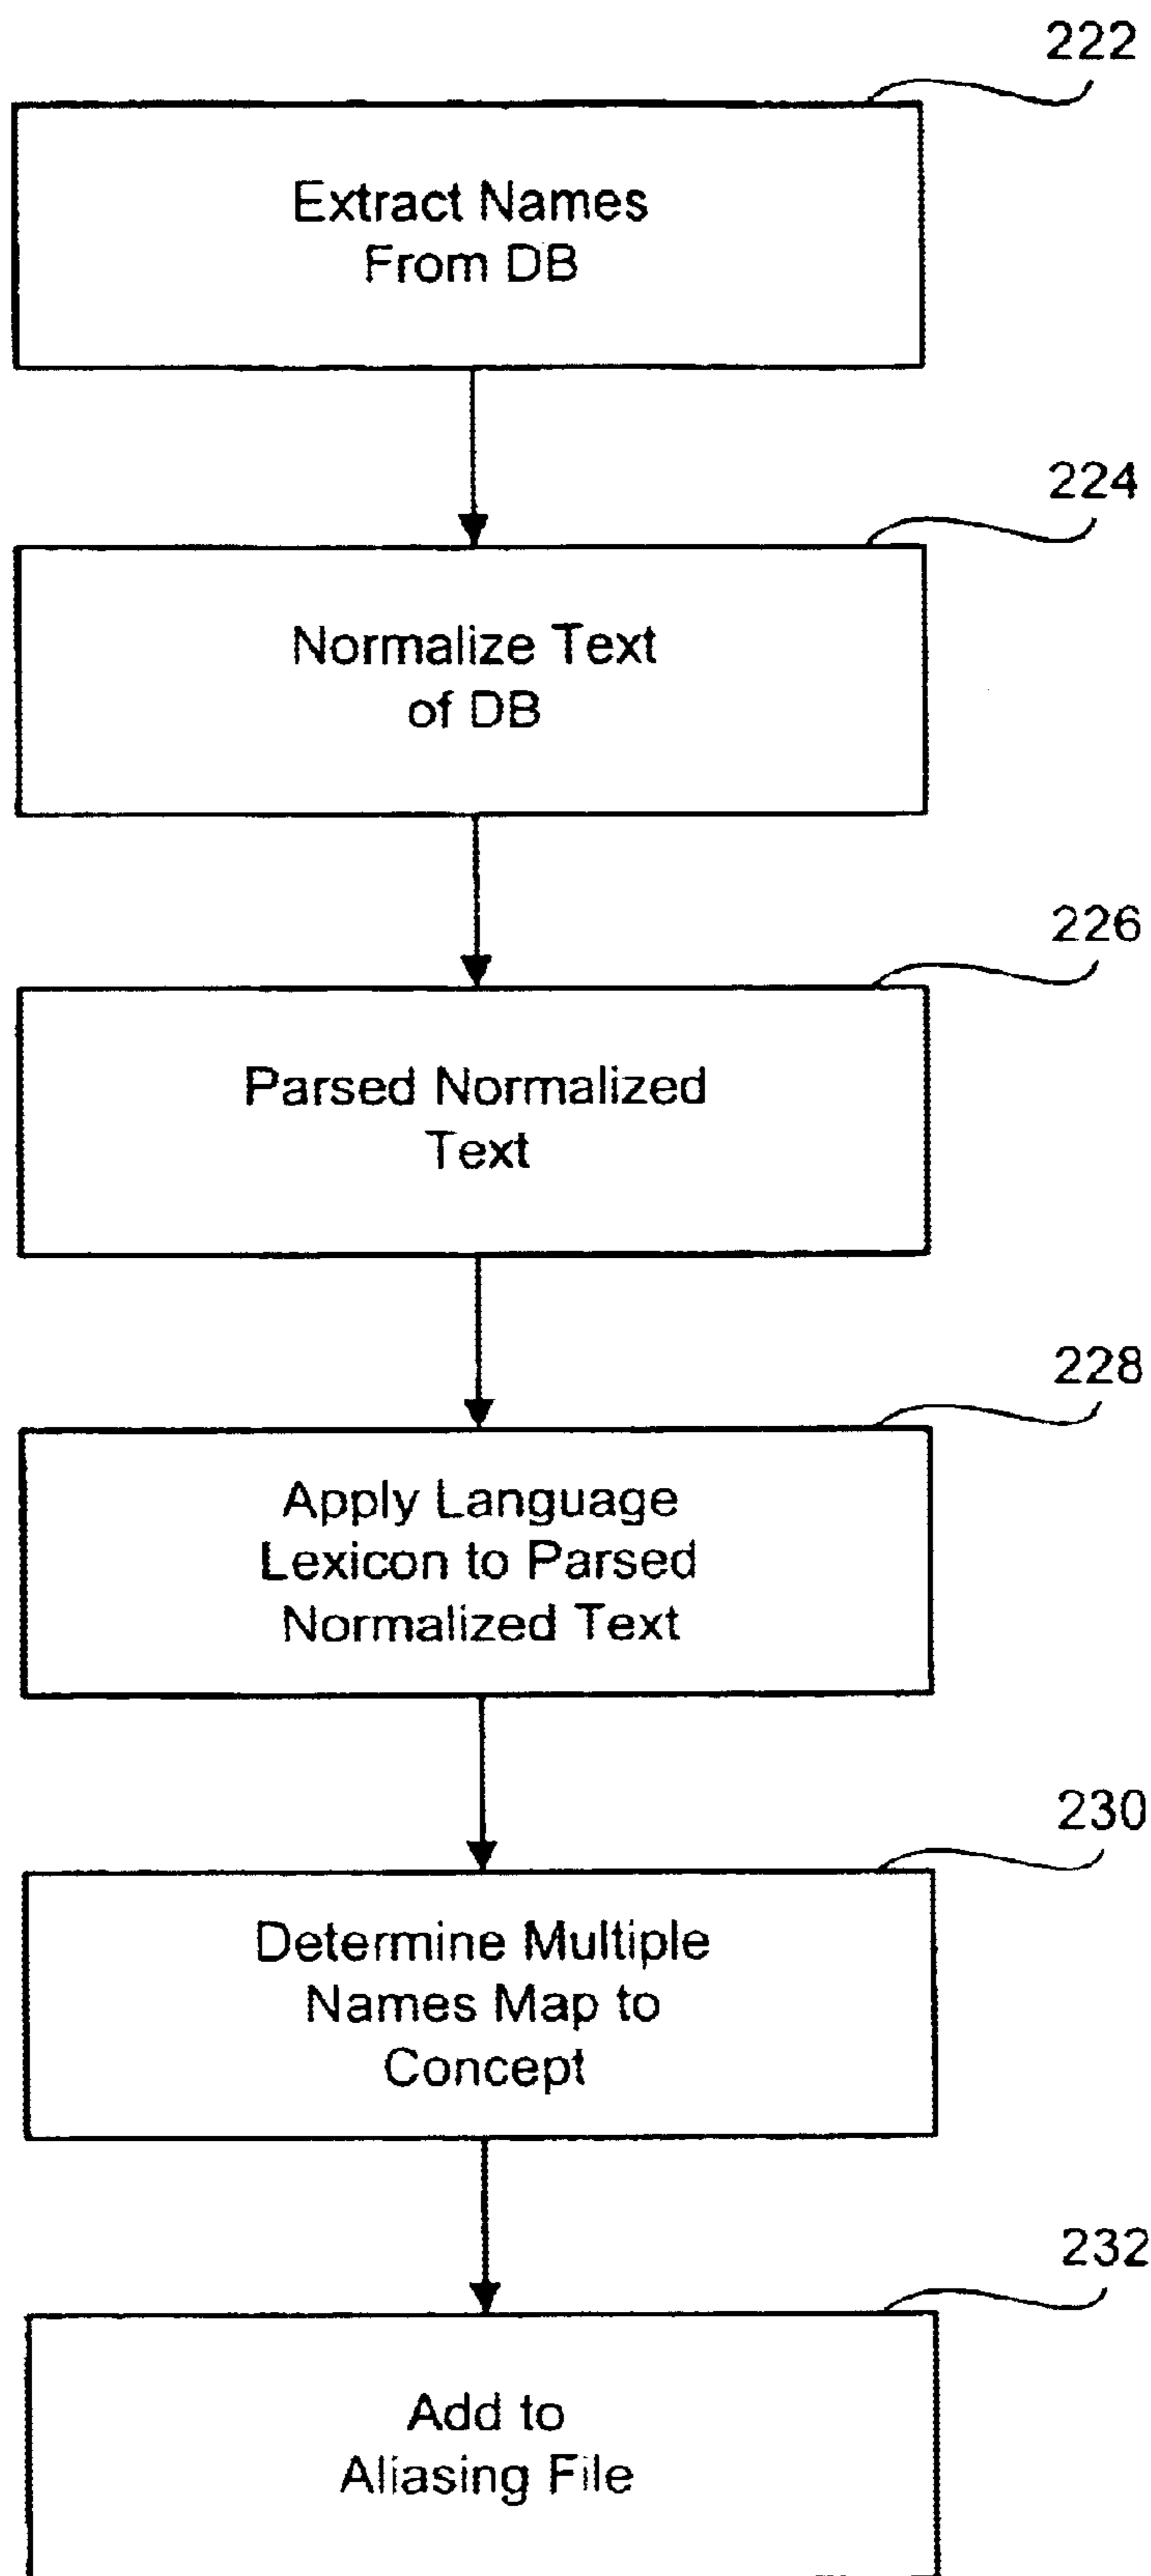 222
Extract Names
From DB
224
Normalize Text
of DB
226
Parsed Normalized
Text
228
Apply Language
Lexicon to Parsed
Normalized Text
230
Determine Multiple
Names Map to
Concept
232
Add to
Aliasing File